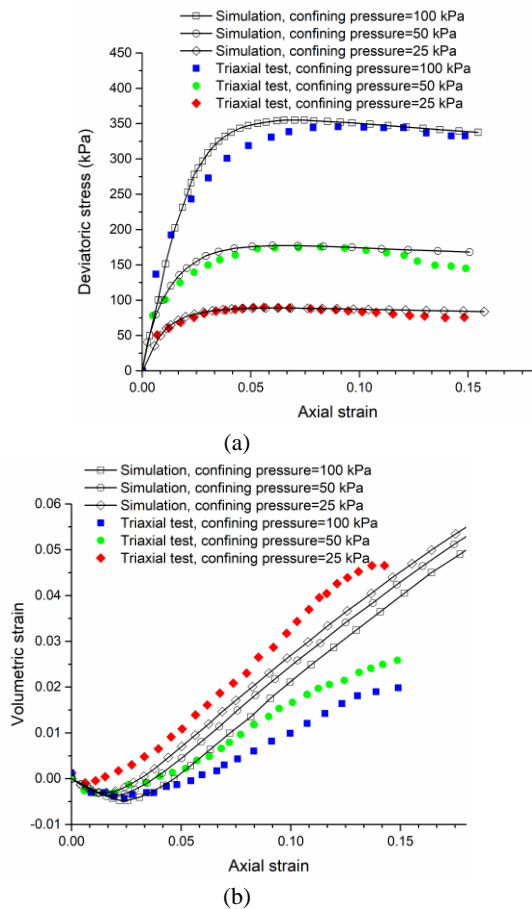 Simulation, confining pressure=100 kPa
Simulation, confining pressure=50 kPa
Simulation, confining pressure=25 kPa
Triaxial test, confining pressure=100 kPa
Triaxial test, confining pressure=50 kPa
Triaxial test, confining pressure=25 kPa
450
400
350
300
250
200
150
100
50
0
Deviatoric stress (kPa)
0.00 0.05 0.10 0.15
Axial strain
(a)
Simulation, confining pressure=100 kPa
Simulation, confining pressure=50 kPa
Simulation, confining pressure=25 kPa
Triaxial test, confining pressure=100 kPa
Triaxial test, confining pressure=50 kPa
Triaxial test, confining pressure=25 kPa
0.06
0.05
0.04
0.03
0.02
0.01
0.00
-0.01
Volumetric strain
0.00 0.05 0.10 0.15
Axial strain
(b)